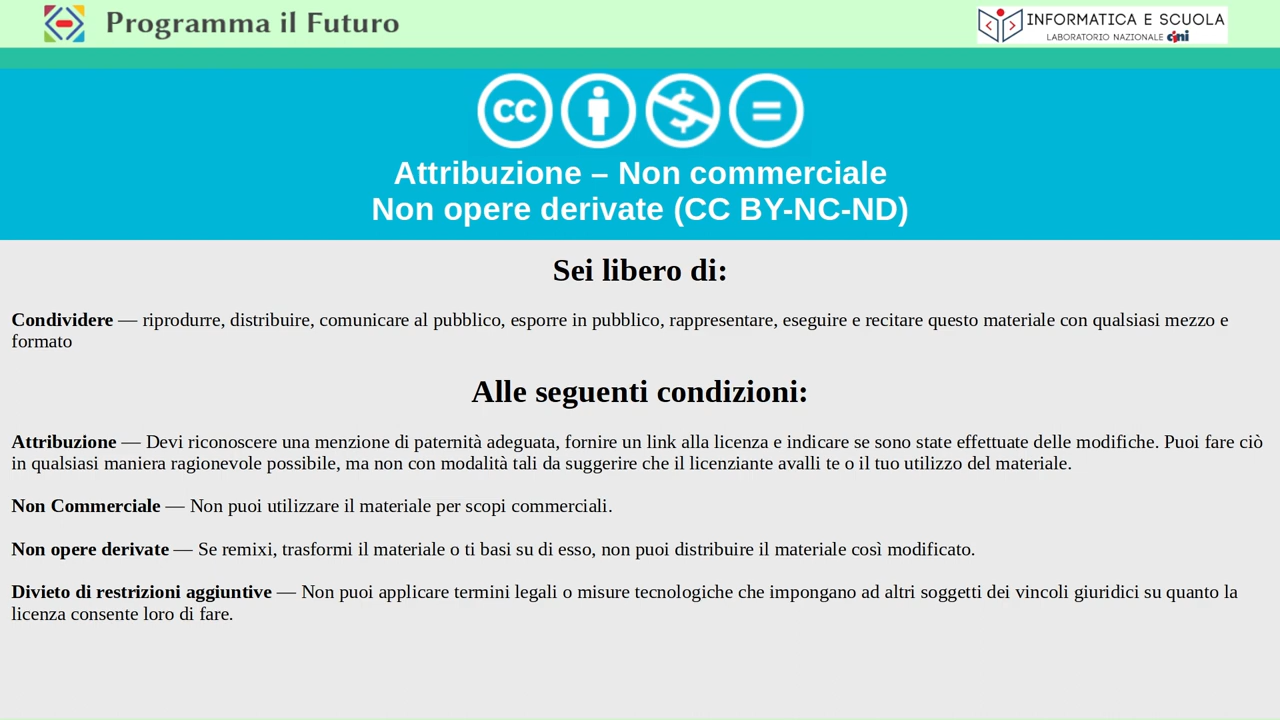 Programma il Futuro
INFORMATICA E SCUOLA
LABORATORIO NAZIONALE cini
cc
$
=
Attribuzione – Non commerciale
Non opere derivate (CC BY-NC-ND)
Sei libero di:
Condividere — riprodurre, distribuire, comunicare al pubblico, esporre in pubblico, rappresentare, eseguire e recitare questo materiale con qualsiasi mezzo e
formato
Alle seguenti condizioni:
Attribuzione — Devi riconoscere una menzione di paternità adeguata, fornire un link alla licenza e indicare se sono state effettuate delle modifiche. Puoi fare ciò
in qualsiasi maniera ragionevole possibile, ma non con modalità tali da suggerire che il licenziante avalli te o il tuo utilizzo del materiale.
Non Commerciale — Non puoi utilizzare il materiale per scopi commerciali.
Non opere derivate — Se remixi, trasformi il materiale o ti basi su di esso, non puoi distribuire il materiale così modificato.
Divieto di restrizioni aggiuntive — Non puoi applicare termini legali o misure tecnologiche che impongano ad altri soggetti dei vincoli giuridici su quanto la
licenza consente loro di fare.